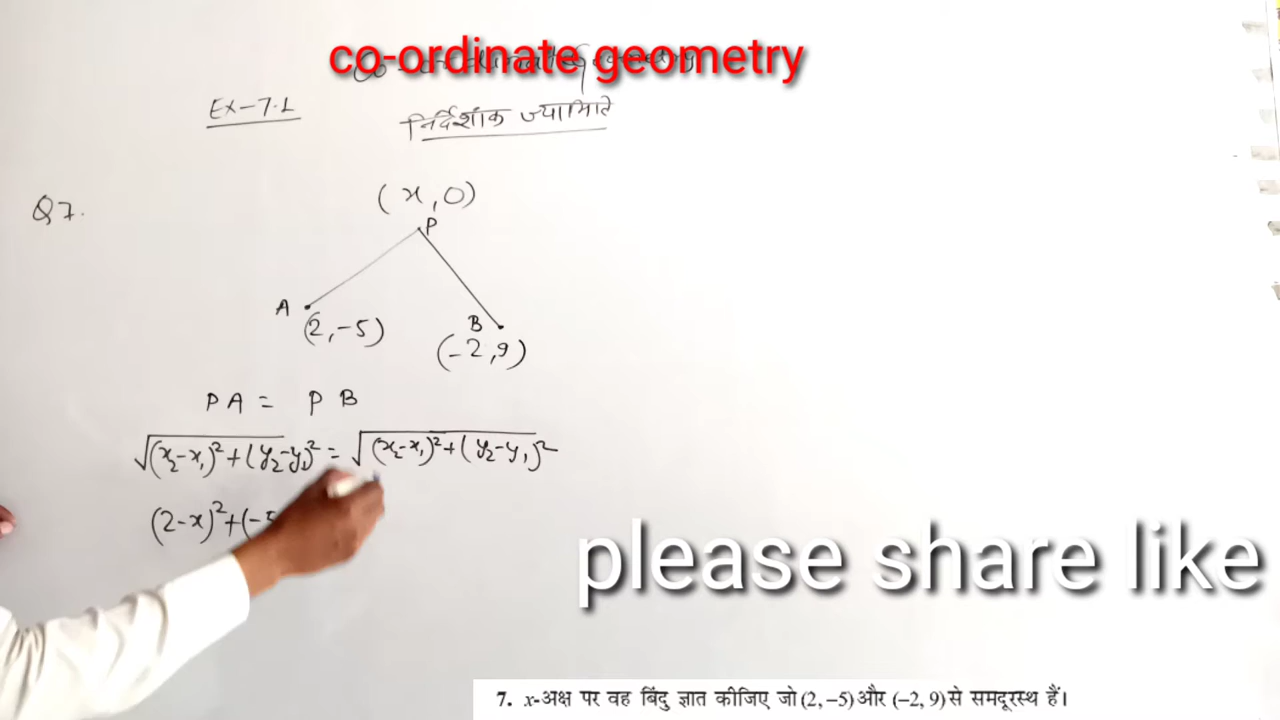 co-ordinate geometry
Ex-7.1
निर्देशांक ज्यामिति
Q7.
(x,0)
P
A
(2,-5)
B
(-2,9)
PA = PB
√(x₂-x₁)²+(y₂-y₁)² = √(x₂-x₁)²+(y₂-y₁)²
(2-x)²+(-5
please share like
7. x-अक्ष पर वह बिंदु ज्ञात कीजिए जो (2, –5) और (–2, 9) से समदूरस्थ हैं।